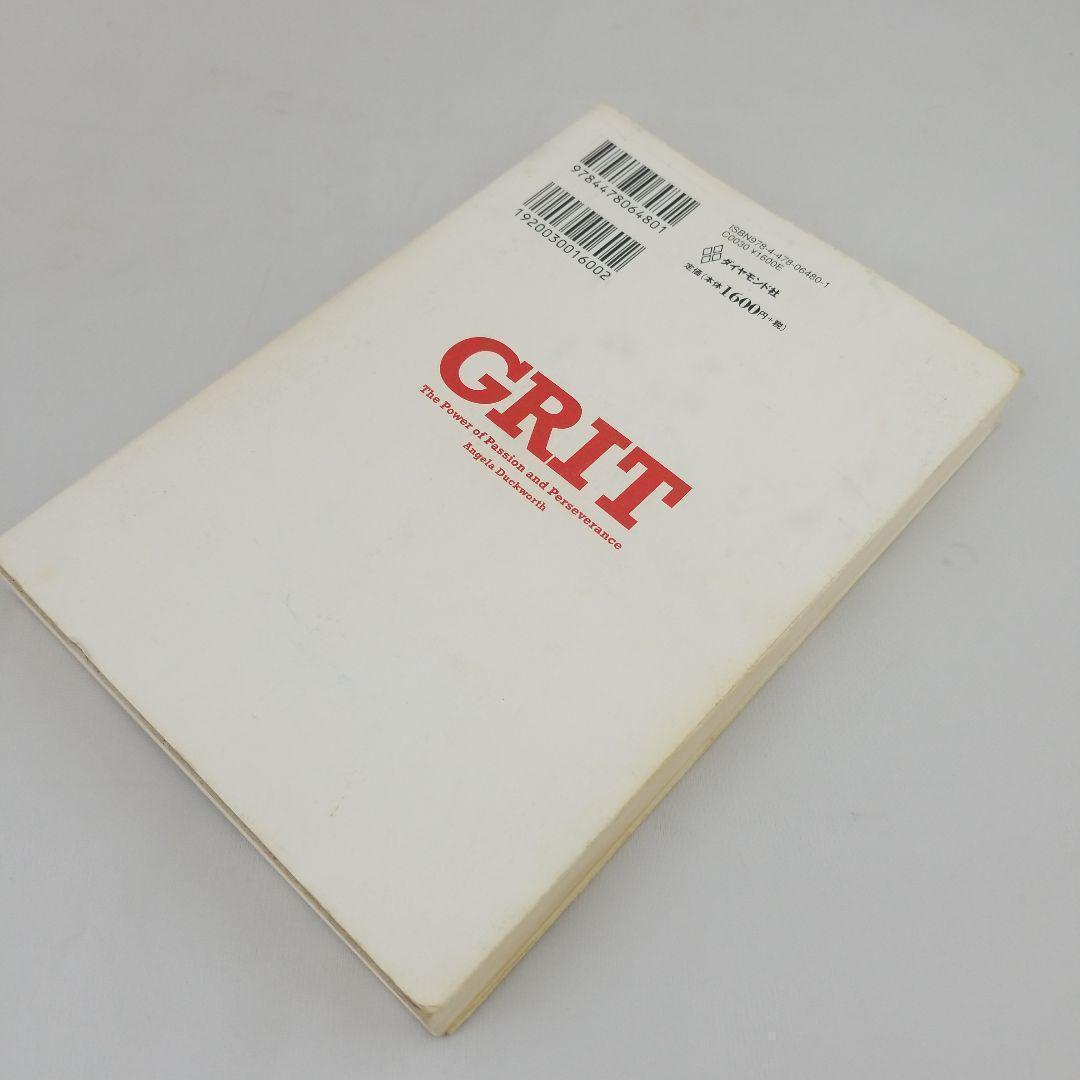 9784478064801
1920030016002
ISBN978-4-478-06480-1
C0030 ¥1600E
ダイヤモンド社
定価(本体1600円+税)
GRIT
The Power of Passion and Perseverance
Angela Duckworth